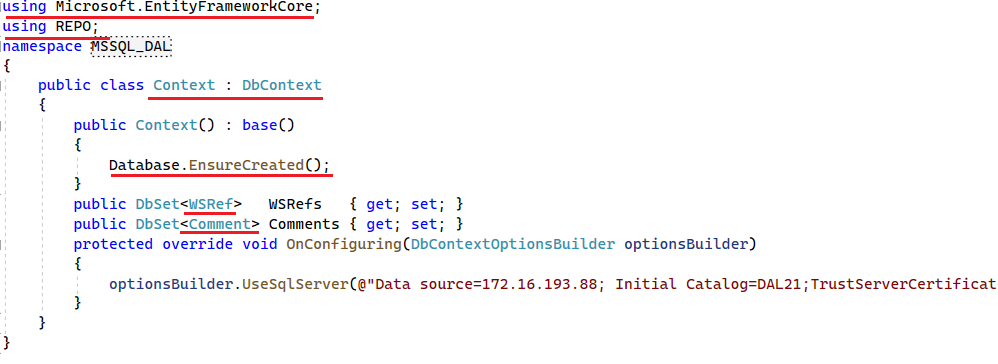 using Microsoft.EntityFrameworkCore;
using REPO;
namespace MSSQL_DAL
{
    public class Context : DbContext
    {
        public Context() : base()
        {
            Database.EnsureCreated();
        }
        public DbSet<WSRef>   WSRefs   { get; set; }
        public DbSet<Comment> Comments { get; set; }
        protected override void OnConfiguring(DbContextOptionsBuilder optionsBuilder)
        {
            optionsBuilder.UseSqlServer(@"Data source=172.16.193.88; Initial Catalog=DAL21;TrustServerCertificat
        }
    }
}